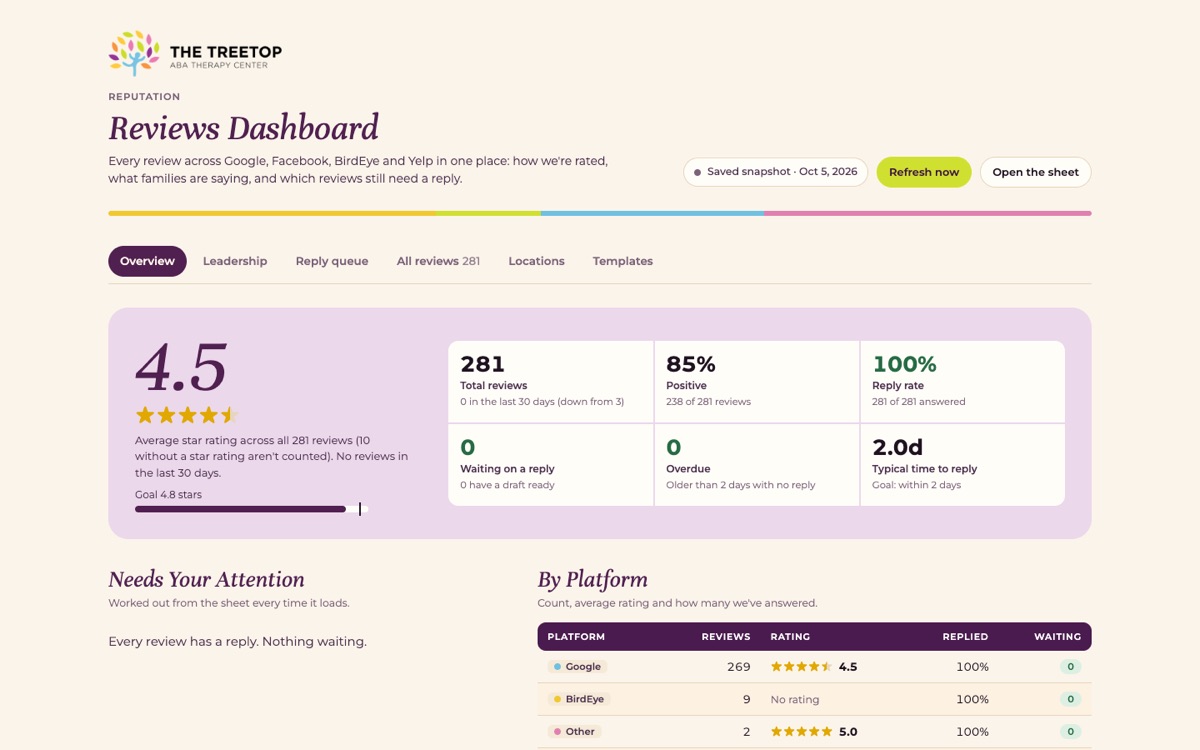 THE TREETOP
ABA THERAPY CENTER
REPUTATION
Reviews Dashboard
Every review across Google, Facebook, BirdEye and Yelp in one place: how we're rated,
what families are saying, and which reviews still need a reply.
Saved snapshot · Oct 5, 2026
Refresh now
Open the sheet
Overview
Leadership
Reply queue
All reviews 281
Locations
Templates
4.5
Average star rating across all 281 reviews (10
without a star rating aren't counted). No reviews in
the last 30 days.
Goal 4.8 stars
281
Total reviews
0 in the last 30 days (down from 3)
85%
Positive
238 of 281 reviews
100%
Reply rate
281 of 281 answered
0
Waiting on a reply
0 have a draft ready
0
Overdue
Older than 2 days with no reply
2.0d
Typical time to reply
Goal: within 2 days
Needs Your Attention
Worked out from the sheet every time it loads.
Every review has a reply. Nothing waiting.
By Platform
Count, average rating and how many we've answered.
PLATFORM REVIEWS RATING REPLIED WAITING
Google 269 4.5 100% 0
BirdEye 9 No rating 100% 0
Other 2 5.0 100% 0